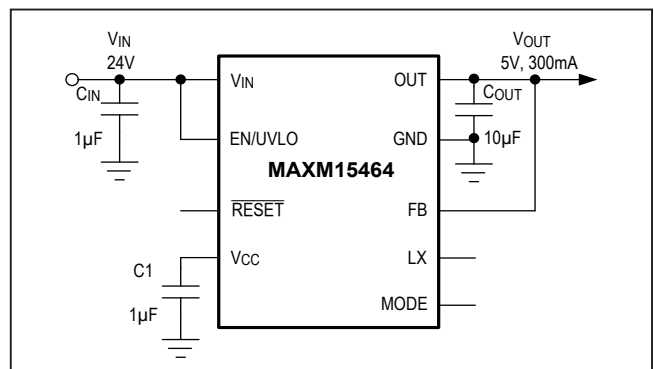 VIN
24V
CIN
1µF
VIN
EN/UVLO
RESET
VCC
C1
1µF
MAXM15464
OUT
GND
FB
LX
MODE
COUT
10µF
VOUT
5V, 300mA